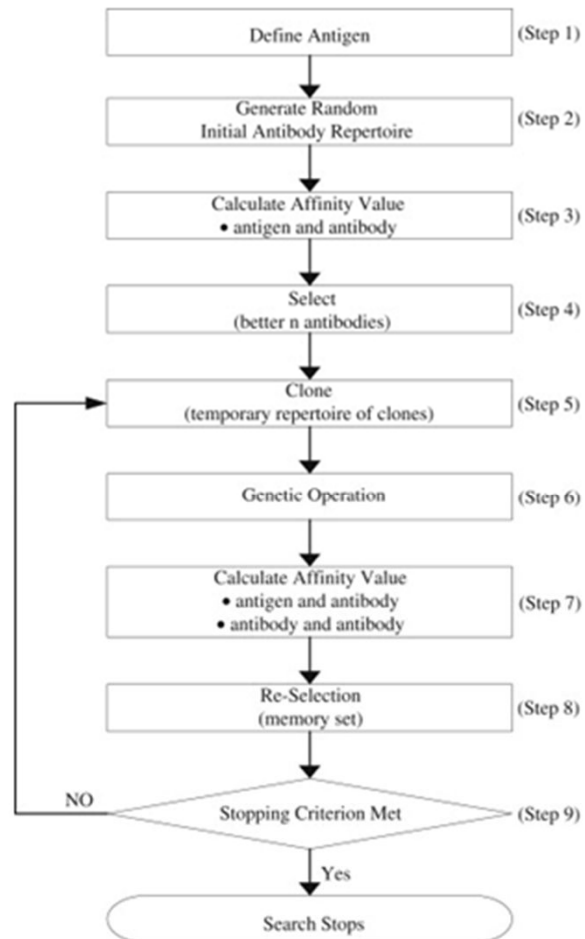 Define Antigen
(Step 1)
Generate Random
Initial Antibody Repertoire
(Step 2)
Calculate Affinity Value
• antigen and antibody
(Step 3)
Select
(better n antibodies)
(Step 4)
Clone
(temporary repertoire of clones)
(Step 5)
Genetic Operation
(Step 6)
Calculate Affinity Value
• antigen and antibody
• antibody and antibody
(Step 7)
Re-Selection
(memory set)
(Step 8)
NO
Stopping Criterion Met
(Step 9)
Yes
Search Stops